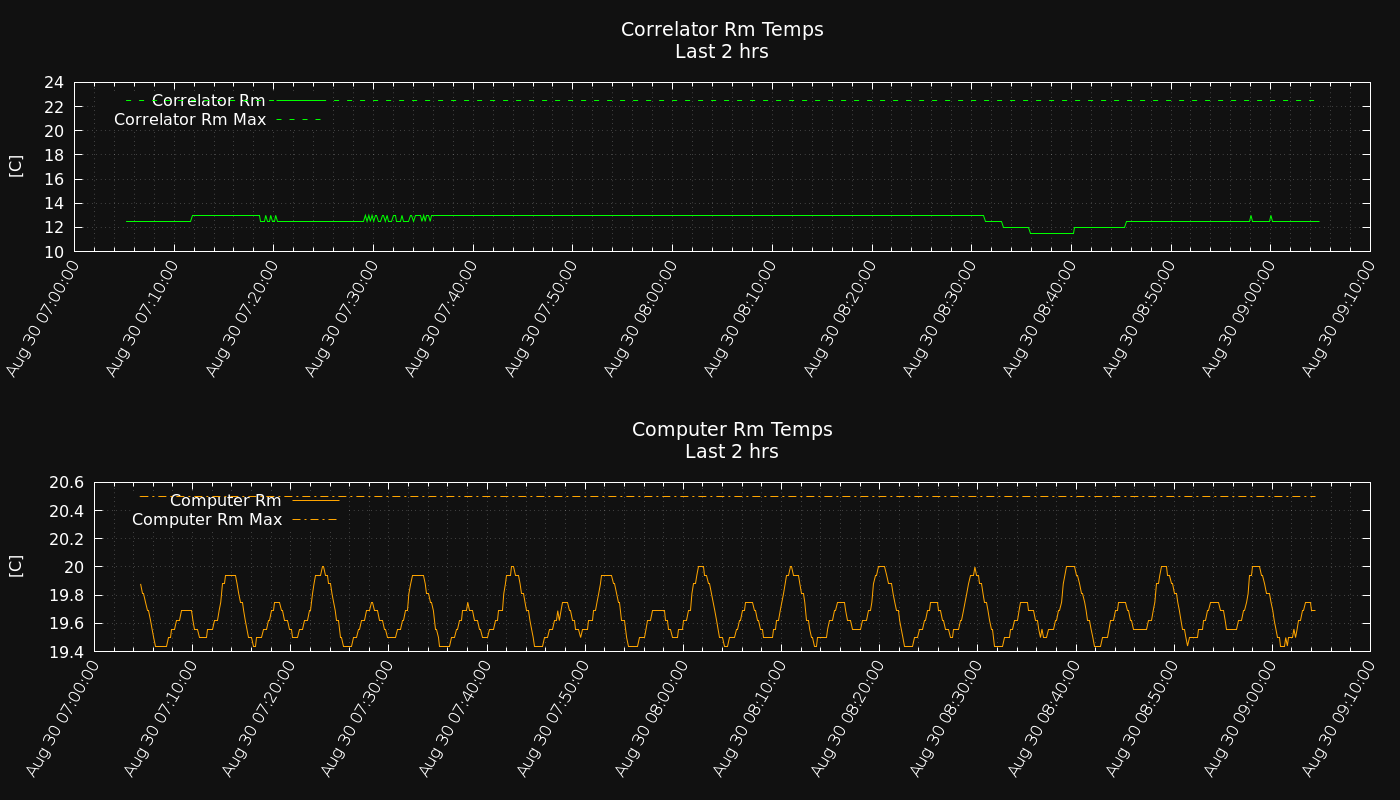 Correlator Rm Temps
Last 2 hrs
24
22
20
18
16
14
12
10
[C]
Correlator Rm
Correlator Rm Max
Aug 30 07:00:00
Aug 30 07:10:00
Aug 30 07:20:00
Aug 30 07:30:00
Aug 30 07:40:00
Aug 30 07:50:00
Aug 30 08:00:00
Aug 30 08:10:00
Aug 30 08:20:00
Aug 30 08:30:00
Aug 30 08:40:00
Aug 30 08:50:00
Aug 30 09:00:00
Aug 30 09:10:00
Computer Rm Temps
Last 2 hrs
20.6
20.4
20.2
20
19.8
19.6
19.4
[C]
Computer Rm
Computer Rm Max
Aug 30 07:00:00
Aug 30 07:10:00
Aug 30 07:20:00
Aug 30 07:30:00
Aug 30 07:40:00
Aug 30 07:50:00
Aug 30 08:00:00
Aug 30 08:10:00
Aug 30 08:20:00
Aug 30 08:30:00
Aug 30 08:40:00
Aug 30 08:50:00
Aug 30 09:00:00
Aug 30 09:10:00